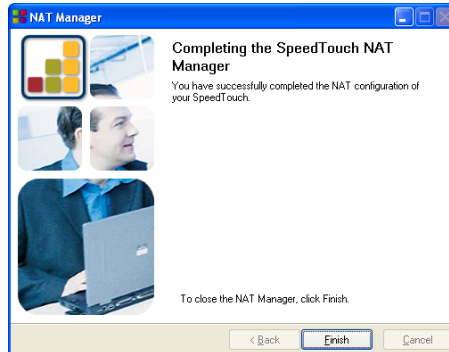 NAT Manager
Completing the SpeedTouch NAT
Manager
You have successfully completed the NAT configuration of
your SpeedTouch.
To close the NAT Manager, click Finish.
< Back
Finish
Cancel